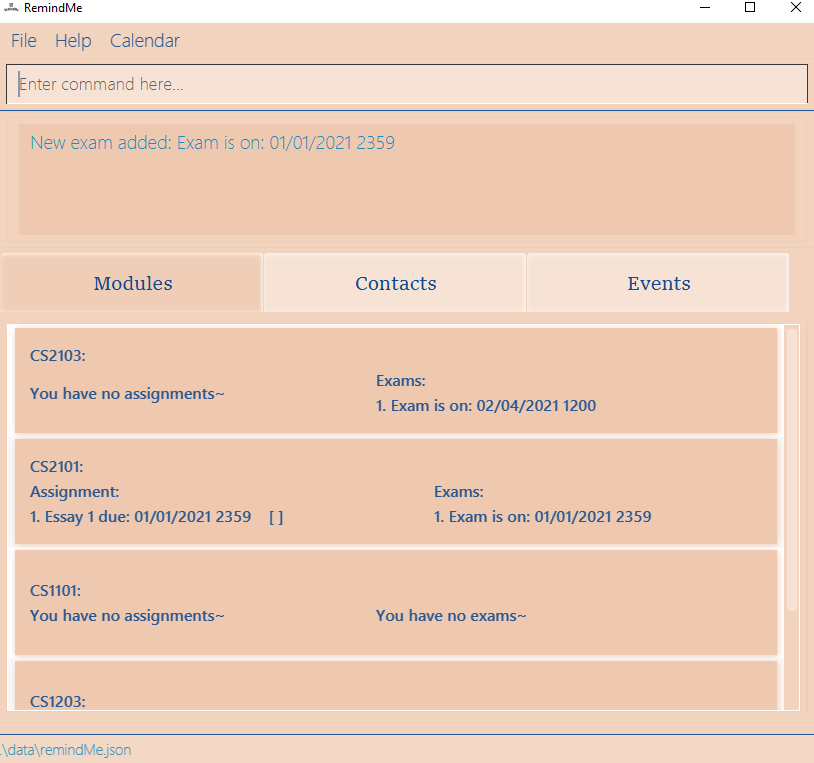 RemindMe
File Help Calendar
Enter command here...
New exam added: Exam is on: 01/01/2021 2359
Modules Contacts Events
CS2103:
You have no assignments~
Exams:
1. Exam is on: 02/04/2021 1200
CS2101:
Assignment:
1. Essay 1 due: 01/01/2021 2359 [ ]
Exams:
1. Exam is on: 01/01/2021 2359
CS1101:
You have no assignments~
You have no exams~
CS1203:
.\data\remindMe.json